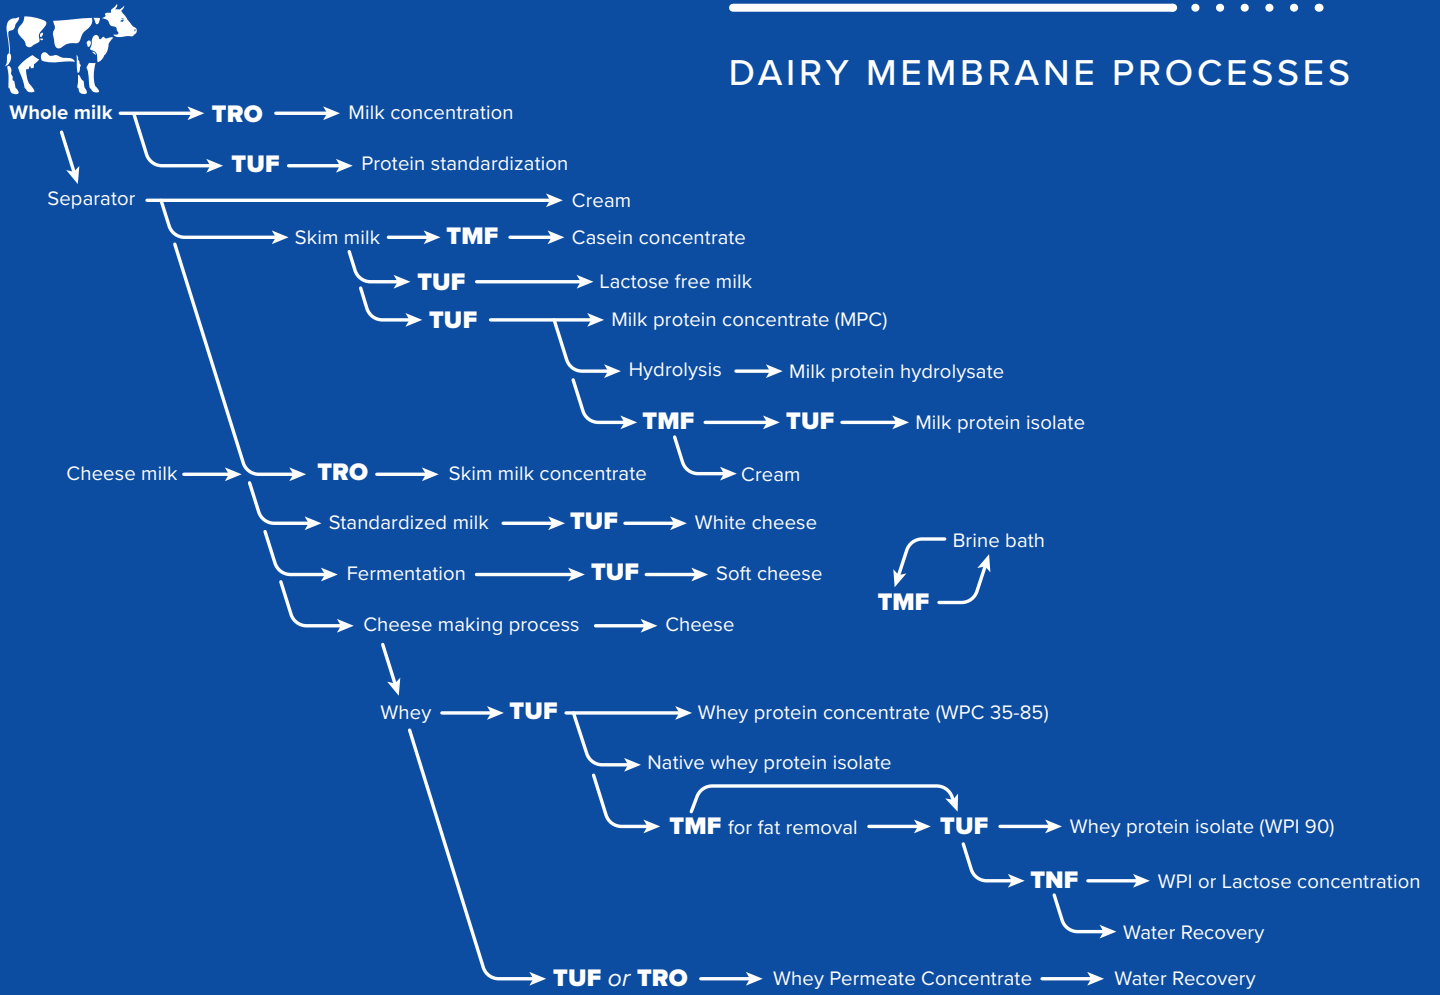 DAIRY MEMBRANE PROCESSES
Whole milk TRO Milk concentration
TUF Protein standardization
Separator Cream
Skim milk TMF Casein concentrate
TUF Lactose free milk
TUF Milk protein concentrate (MPC)
Hydrolysis Milk protein hydrolysate
TMF TUF Milk protein isolate
Cheese milk TRO Skim milk concentrate Cream
Standardized milk TUF White cheese
Brine bath
Fermentation TUF Soft cheese
TMF
Cheese making process Cheese
Whey TUF Whey protein concentrate (WPC 35-85)
Native whey protein isolate
TMF for fat removal TUF Whey protein isolate (WPI 90)
TNF WPI or Lactose concentration
Water Recovery
TUF or TRO Whey Permeate Concentrate Water Recovery